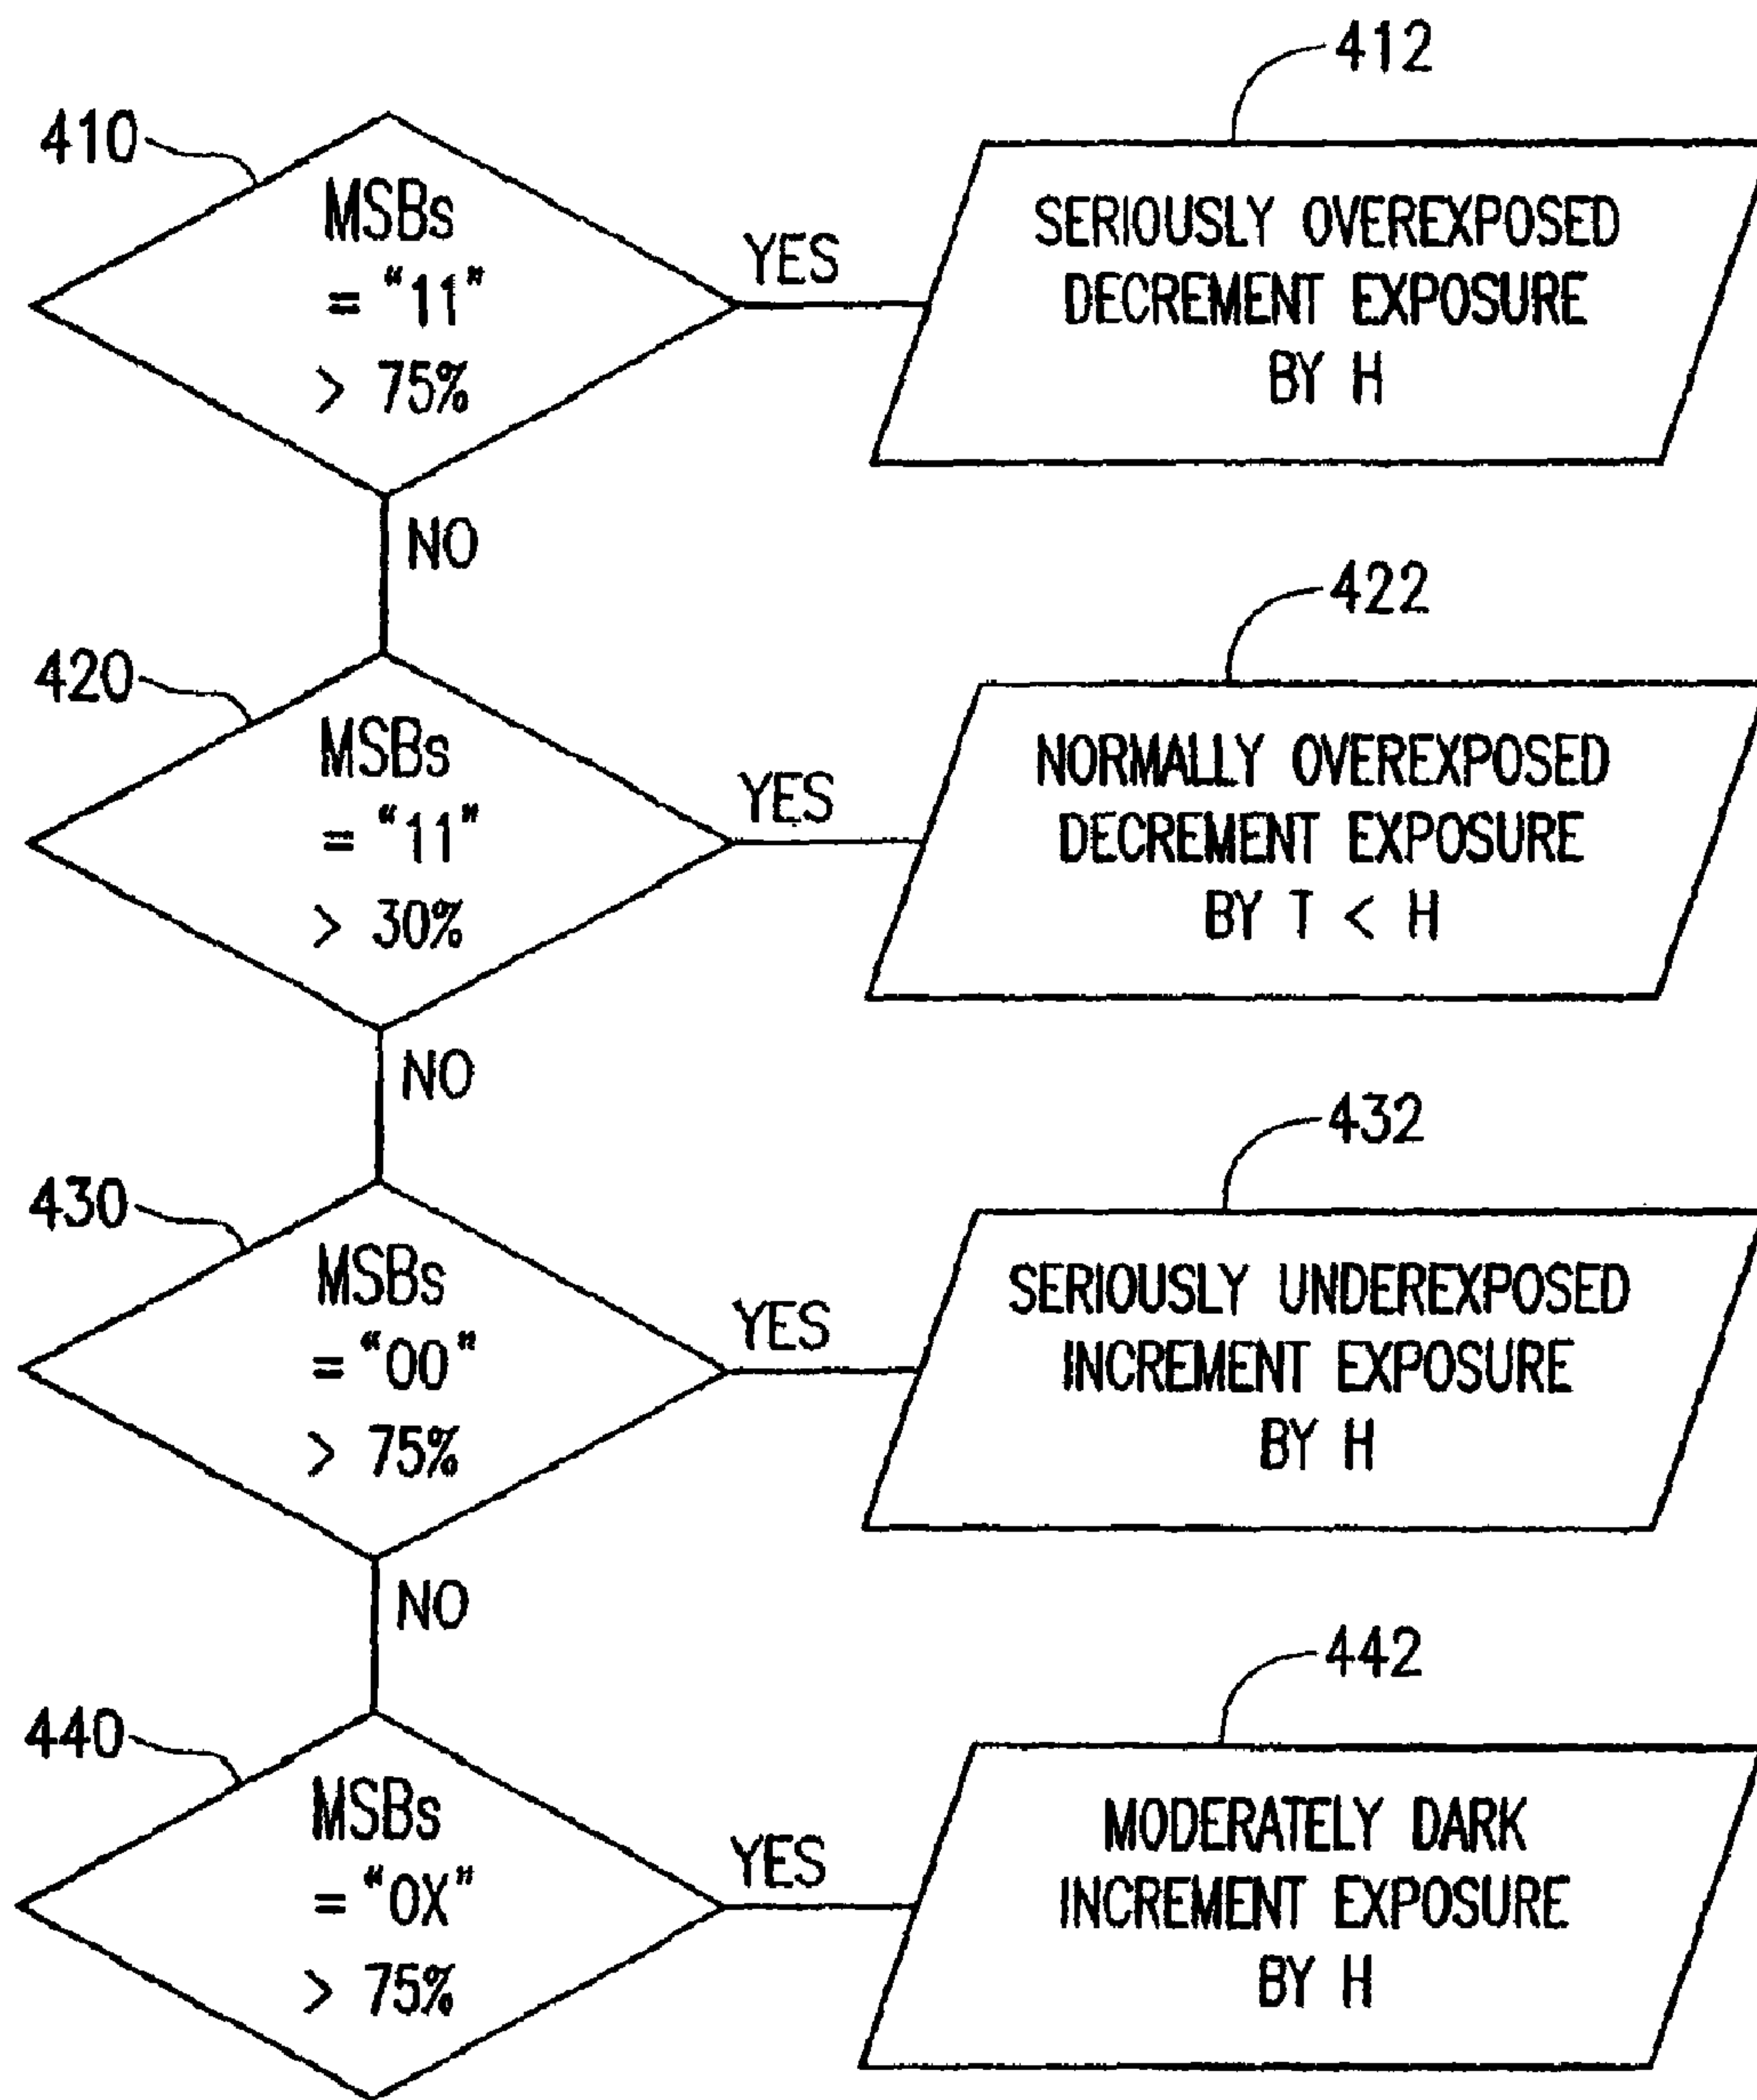 412
410
MSBs
= "11"
> 75%
YES
SERIOUSLY OVEREXPOSED
DECREMENT EXPOSURE
BY H
NO
422
420
MSBs
= "11"
> 30%
YES
NORMALLY OVEREXPOSED
DECREMENT EXPOSURE
BY T < H
NO
432
430
MSBs
= "00"
> 75%
YES
SERIOUSLY UNDEREXPOSED
INCREMENT EXPOSURE
BY H
NO
442
440
MSBs
= "0X"
> 75%
YES
MODERATELY DARK
INCREMENT EXPOSURE
BY H